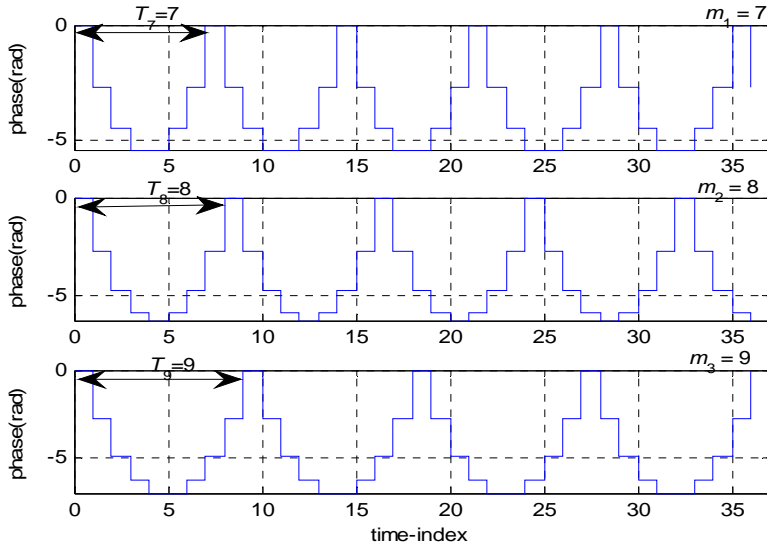 T7=7
m1 = 7
0
-5
phase(rad)
0 5 10 15 20 25 30 35
T8=8
m2 = 8
0
-5
phase(rad)
0 5 10 15 20 25 30 35
T9=9
m3 = 9
0
-5
phase(rad)
0 5 10 15 20 25 30 35
time-index